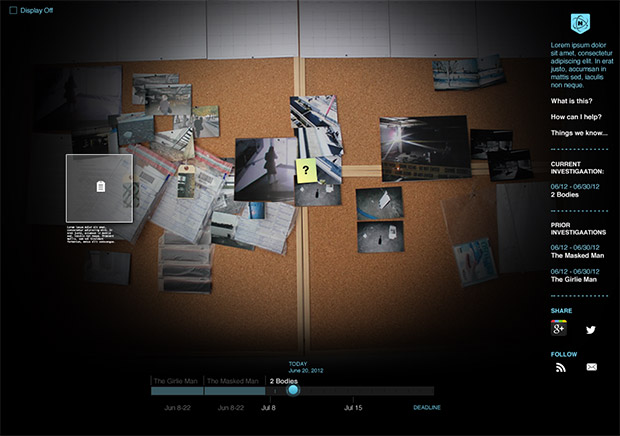 Display Off
Lorem ipsum dolor
sit amet, consectetur
adipiscing elit. In erat
justo, accumsan in
mattis sed, iaculis
non neque.
What is this?
How can I help?
Things we know...
CURRENT
INVESTIGAATION:
06/12 - 06/30/12
2 Bodies
PRIOR
INVESTIGAATIONS
06/12 - 06/30/12
The Masked Man
06/12 - 06/30/12
The Girlie Man
SHARE
g+
FOLLOW
?
TODAY
June 20, 2012
The Girlie Man
The Masked Man
2 Bodies
Jun 8-22
Jun 8-22
Jul 8
Jul 15
DEADLINE